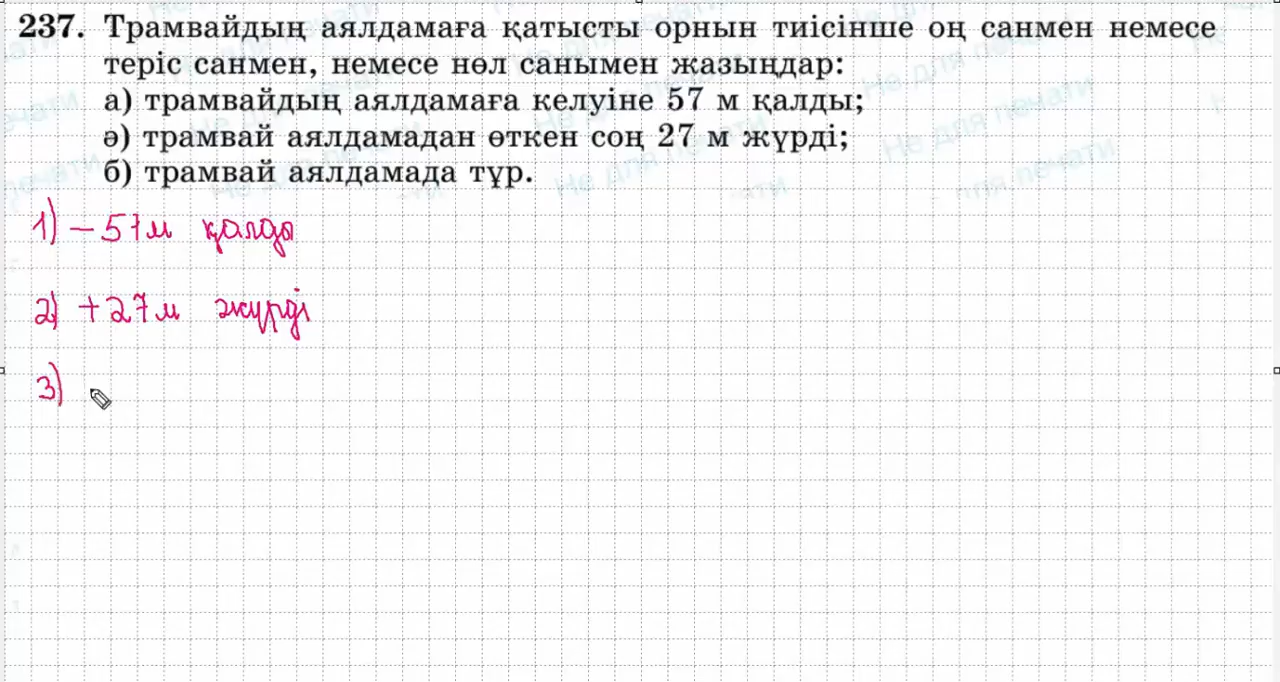 237. Трамвайдың аялдамаға қатысты орнын тиісінше оң санмен немесе
теріс санмен, немесе нөл санымен жазыңдар:
а) трамвайдың аялдамаға келуіне 57 м қалды;
ә) трамвай аялдамадан өткен соң 27 м жүрді;
б) трамвай аялдамада тұр.
1) – 57м қалды
2) + 27м жүрді
3)